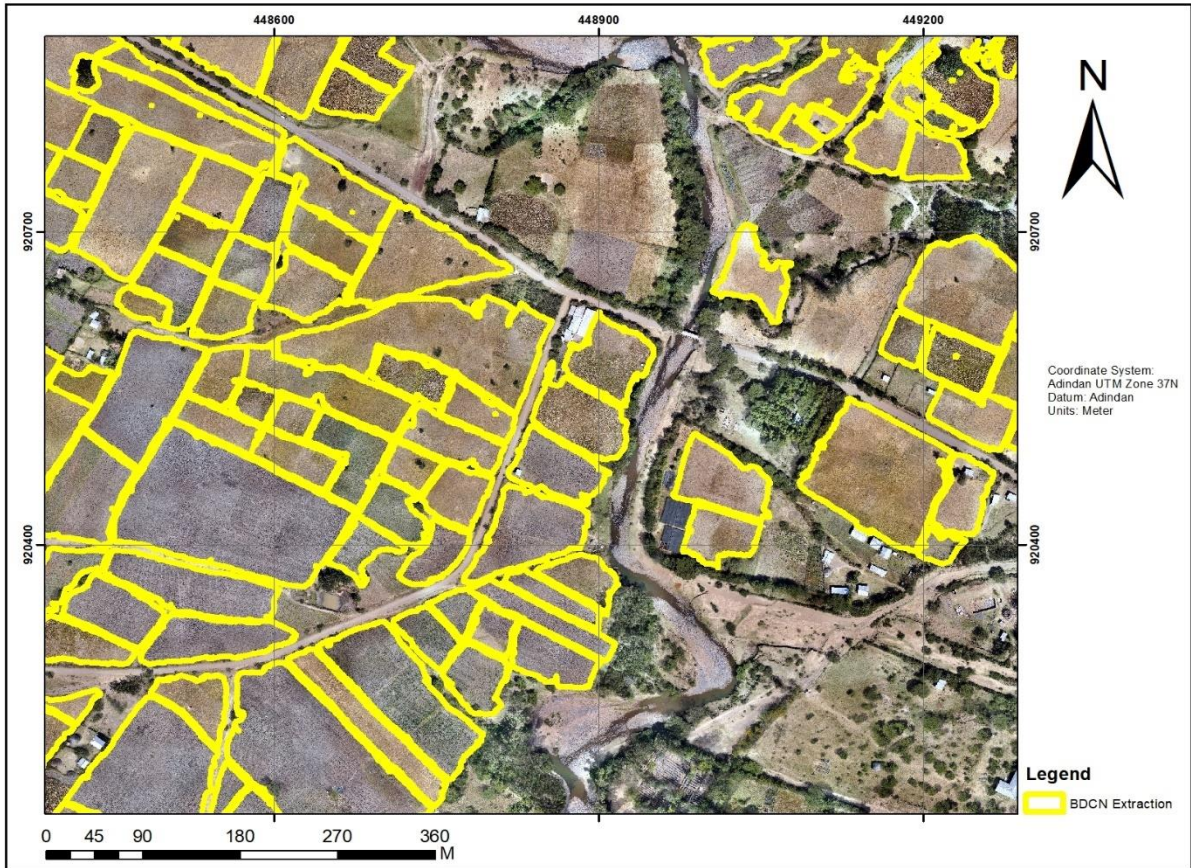 448600 448900 449200
N
920700 920700
Coordinate System:
Adindan UTM Zone 37N
Datum: Adindan
Units: Meter
920400 920400
Legend
BDCN Extraction
0 45 90 180 270 360
M